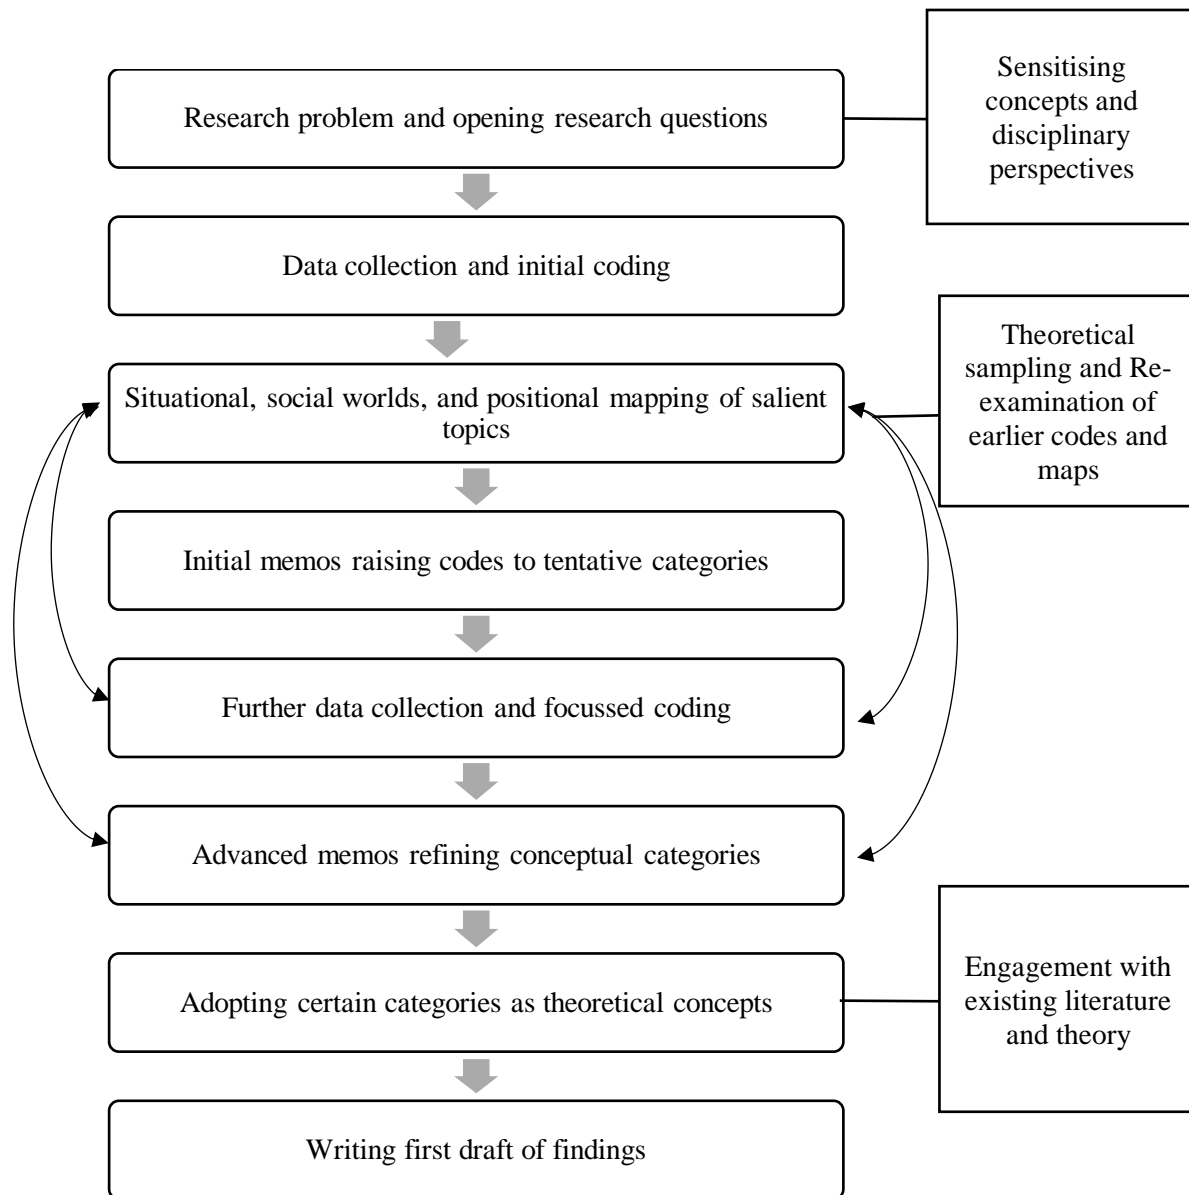 Research problem and opening research questions
Sensitising
concepts and
disciplinary
perspectives
Data collection and initial coding
Situational, social worlds, and positional mapping of salient
topics
Theoretical
sampling and Re-
examination of
earlier codes and
maps
Initial memos raising codes to tentative categories
Further data collection and focussed coding
Advanced memos refining conceptual categories
Adopting certain categories as theoretical concepts
Engagement with
existing literature
and theory
Writing first draft of findings